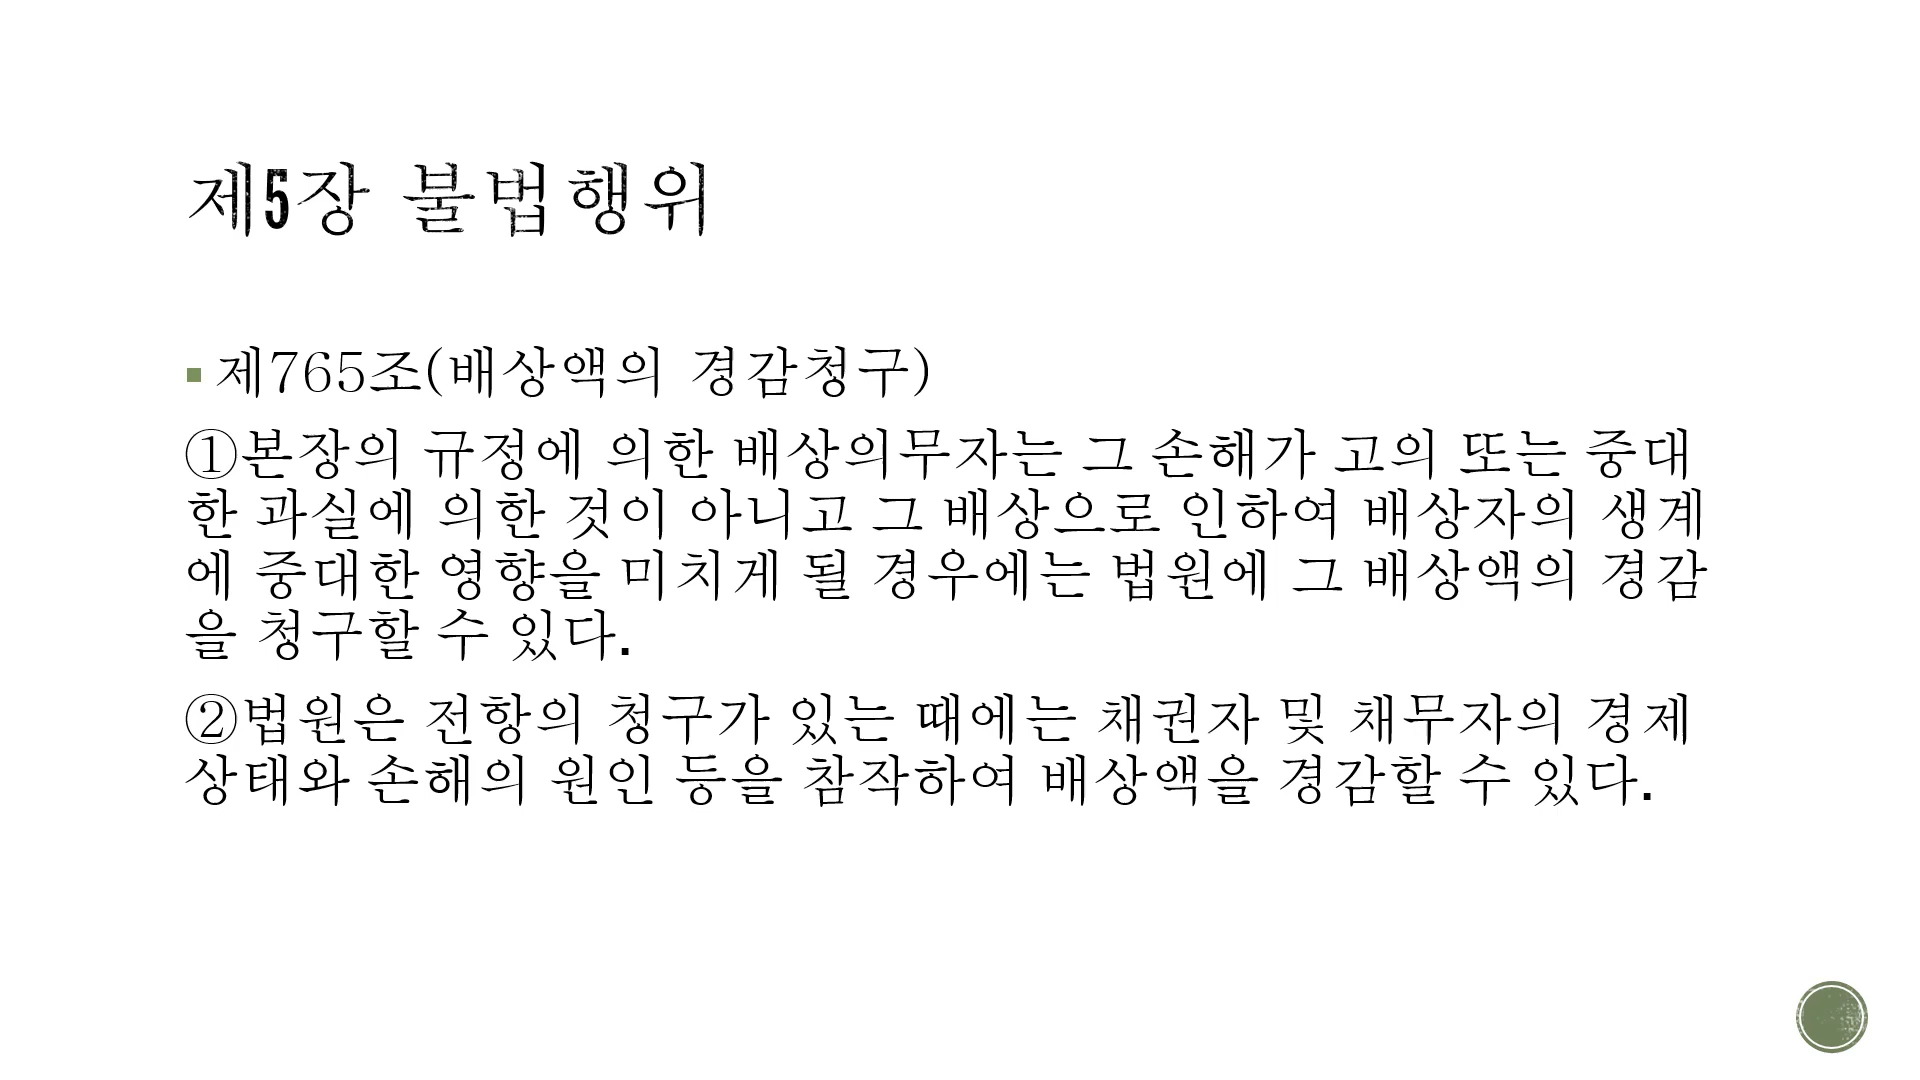 제5장 불법행위
▪ 제765조(배상액의 경감청구)
①본장의 규정에 의한 배상의무자는 그 손해가 고의 또는 중대
한 과실에 의한 것이 아니고 그 배상으로 인하여 배상자의 생계
에 중대한 영향을 미치게 될 경우에는 법원에 그 배상액의 경감
을 청구할 수 있다.
②법원은 전항의 청구가 있는 때에는 채권자 및 채무자의 경제
상태와 손해의 원인 등을 참작하여 배상액을 경감할 수 있다.